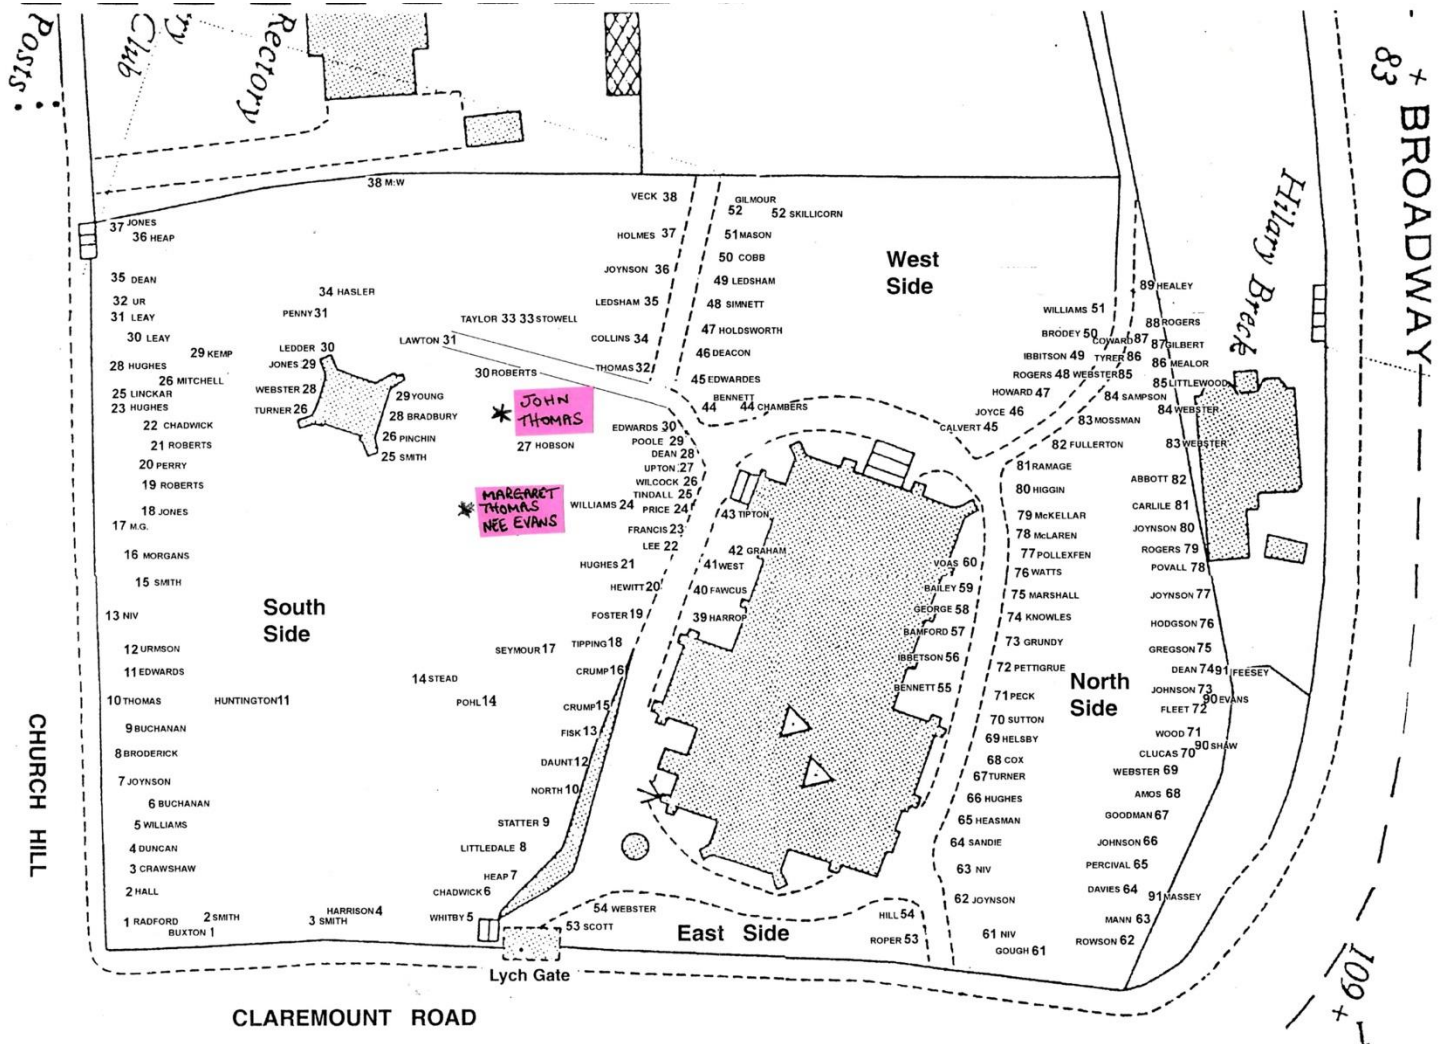 Posts:
Club
ry
Rectory
+
83
BROADWAY
Hilary Breck
38 M:W
VECK 38
GILMOUR
52
52 SKILLICORN
37 JONES
36 HEAP
HOLMES 37
51 MASON
50 COBB
West
Side
35 DEAN
JOYNSON 36
49 LEDSHAM
89 HEALEY
34 HASLER
32 UR
LEDSHAM 35
48 SIMNETT
WILLIAMS 51
31 LEAY
PENNY 31
TAYLOR 33
33 STOWELL
47 HOLDSWORTH
88 ROGERS
30 LEAY
LAWTON 31
COLLINS 34
BRODEY 50
COWARD 87
87 GILBERT
29 KEMP
LEDDER 30
46 DEACON
IBBITSON 49
TYRER 86
86 MEALOR
28 HUGHES
JONES 29
30 ROBERTS
THOMAS 32
45 EDWARDES
ROGERS 48
WEBSTER 85
85 LITTLEWOOD
26 MITCHELL
25 LINCKAR
WEBSTER 28
29 YOUNG
BENNETT
44
44 CHAMBERS
HOWARD 47
84 SAMPSON
23 HUGHES
TURNER 26
28 BRADBURY
JOHN
THOMAS
JOYCE 46
84 WEBSTER
22 CHADWICK
EDWARDS 30
CALVERT 45
83 MOSSMAN
21 ROBERTS
26 PINCHIN
27 HOBSON
POOLE 29
82 FULLERTON
83 WEBSTER
25 SMITH
DEAN 28
20 PERRY
UPTON 27
81 RAMAGE
19 ROBERTS
WILCOCK 26
ABBOTT 82
MARGARET
THOMAS
NEE EVANS
TINDALL 25
80 HIGGIN
18 JONES
WILLIAMS 24
PRICE 24
43 TIPTON
CARLILE 81
17 M.G.
FRANCIS 23
79 McKELLAR
JOYNSON 80
16 MORGANS
LEE 22
42 GRAHAM
78 McLAREN
ROGERS 79
HUGHES 21
41 WEST
VOAS 60
77 POLLEXFEN
POVALL 78
15 SMITH
HEWITT 20
40 FAWCUS
BAILEY 59
76 WATTS
75 MARSHALL
JOYNSON 77
13 NIV
South
Side
FOSTER 19
39 HARROP
GEORGE 58
74 KNOWLES
HODGSON 76
BAMFORD 57
73 GRUNDY
12 URMSON
SEYMOUR 17
TIPPING 18
IBBETSON 56
GREGSON 75
11 EDWARDS
14 STEAD
CRUMP 16
72 PETTIGRUE
DEAN 74
91 FEESEY
10 THOMAS
HUNTINGTON 11
POHL 14
CRUMP 15
BENNETT 55
71 PECK
North
Side
JOHNSON 73
90 EVANS
9 BUCHANAN
FISK 13
70 SUTTON
FLEET 72
8 BRODERICK
69 HELSBY
WOOD 71
90 SHAW
DAUNT 12
68 COX
CLUCAS 70
7 JOYNSON
NORTH 10
67 TURNER
WEBSTER 69
6 BUCHANAN
66 HUGHES
AMOS 68
5 WILLIAMS
STATTER 9
65 HEASMAN
GOODMAN 67
4 DUNCAN
LITTLEDALE 8
64 SANDIE
JOHNSON 66
3 CRAWSHAW
HEAP 7
63 NIV
PERCIVAL 65
2 HALL
CHADWICK 6
62 JOYNSON
DAVIES 64
91 MASSEY
1 RADFORD
2 SMITH
HARRISON 4
3 SMITH
WHITBY 5
54 WEBSTER
HILL 54
MANN 63
BUXTON 1
53 SCOTT
East Side
ROPER 53
61 NIV
ROWSON 62
GOUGH 61
Lych Gate
CHURCH HILL
CLAREMOUNT ROAD
109+